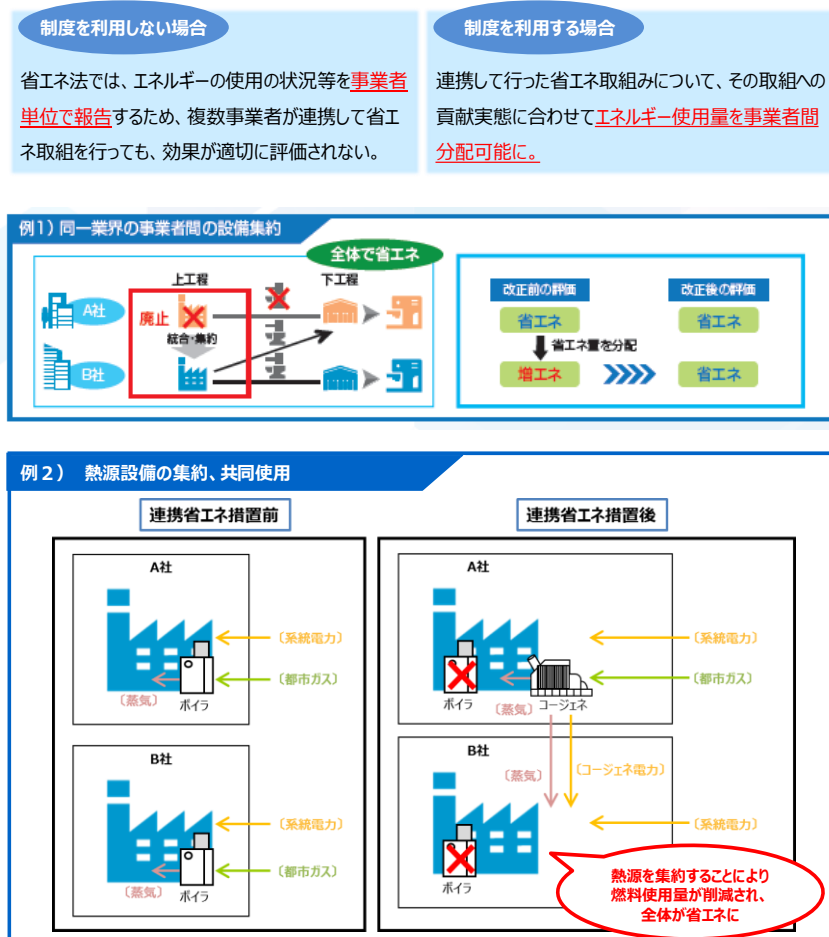 制度を利用しない場合
省エネ法では、エネルギーの使用の状況等を事業者
単位で報告するため、複数事業者が連携して省エ
ネ取組を行っても、効果が適切に評価されない。
制度を利用する場合
連携して行った省エネ取組みについて、その取組への
貢献実態に合わせてエネルギー使用量を事業者間
分配可能に。
例1）同一業界の事業者間の設備集約
全体で省エネ
上工程
下工程
A社
廃止
統合・集約
B社
改正前の評価
改正後の評価
省エネ
省エネ
省エネ量を分配
増エネ
省エネ
例２） 熱源設備の集約、共同使用
連携省エネ措置前
A社
〔系統電力〕
〔都市ガス〕
〔蒸気〕
ボイラ
B社
〔系統電力〕
〔都市ガス〕
〔蒸気〕
ボイラ
連携省エネ措置後
A社
〔系統電力〕
〔都市ガス〕
ボイラ
〔蒸気〕
コージェネ
B社
〔蒸気〕
〔コージェネ電力〕
〔系統電力〕
ボイラ
熱源を集約することにより
燃料使用量が削減され、
全体が省エネに